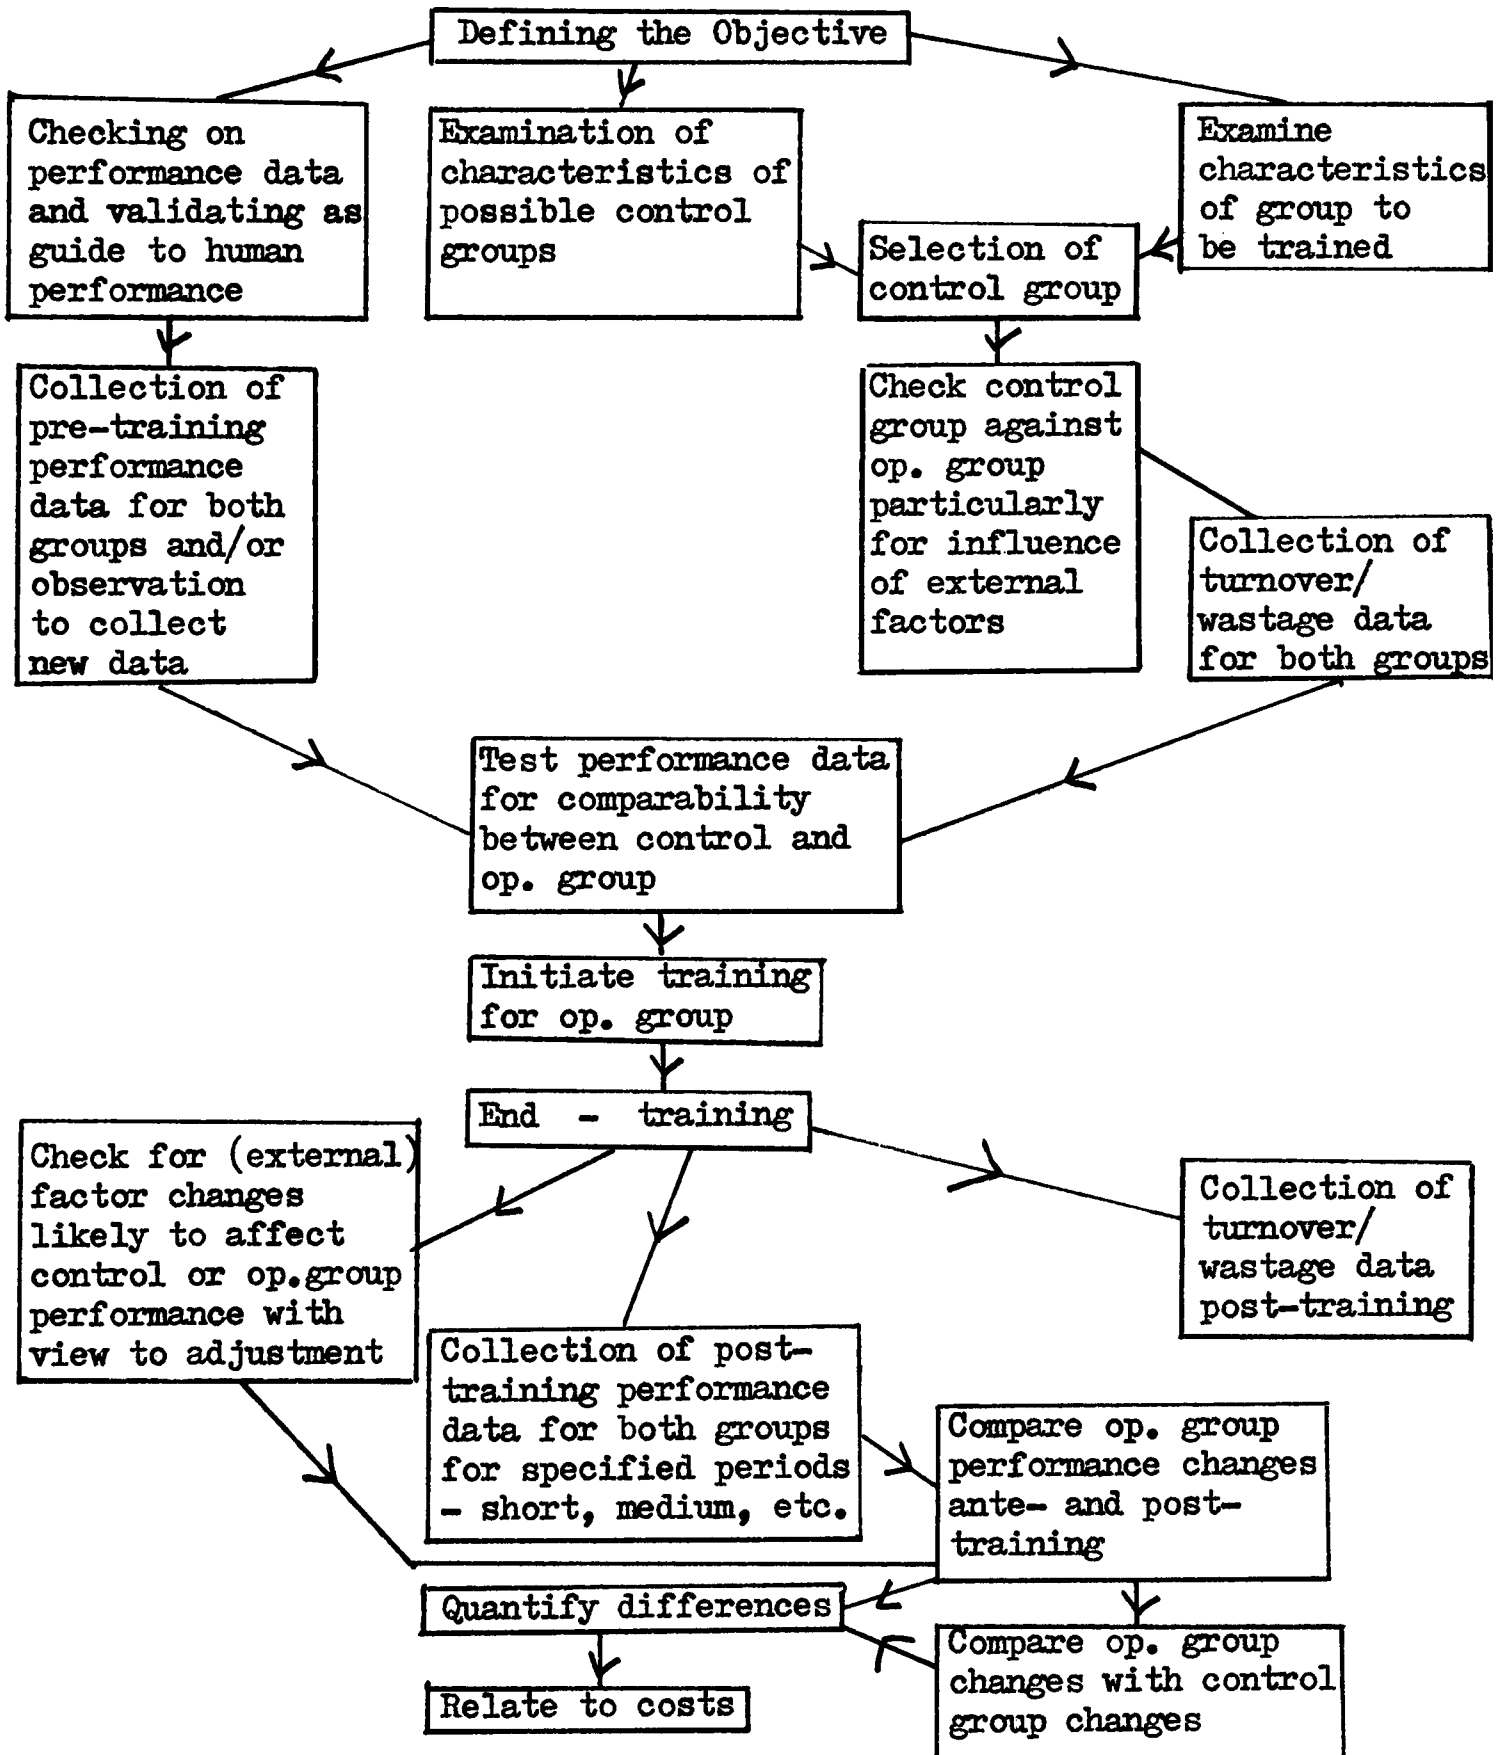 Defining the Objective
Checking on
performance data
and validating as
guide to human
performance
Examination of
characteristics of
possible control
groups
Examine
characteristics
of group to
be trained
Selection of
control group
Collection of
pre-training
performance
data for both
groups and/or
observation
to collect
new data
Check control
group against
op. group
particularly
for influence
of external
factors
Collection of
turnover/
wastage data
for both groups
Test performance data
for comparability
between control and
op. group
Initiate training
for op. group
End - training
Check for (external)
factor changes
likely to affect
control or op.group
performance with
view to adjustment
Collection of
turnover/
wastage data
post-training
Collection of post-
training performance
data for both groups
for specified periods
- short, medium, etc.
Compare op. group
performance changes
ante- and post-
training
Quantify differences
Compare op. group
changes with control
group changes
Relate to costs